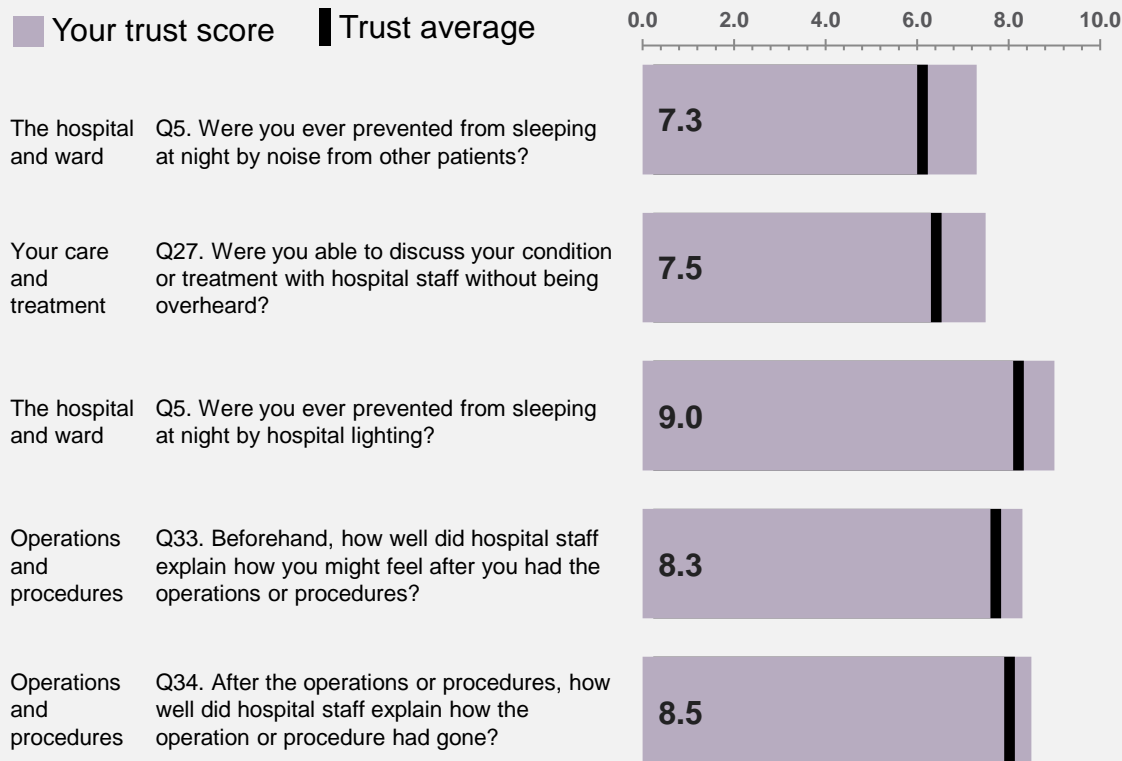 Your trust score
Trust average
0.0 2.0 4.0 6.0 8.0 10.0
The hospital
and ward
Q5. Were you ever prevented from sleeping
at night by noise from other patients?
7.3
Your care
and
treatment
Q27. Were you able to discuss your condition
or treatment with hospital staff without being
overheard?
7.5
The hospital
and ward
Q5. Were you ever prevented from sleeping
at night by hospital lighting?
9.0
Operations
and
procedures
Q33. Beforehand, how well did hospital staff
explain how you might feel after you had the
operations or procedures?
8.3
Operations
and
procedures
Q34. After the operations or procedures, how
well did hospital staff explain how the
operation or procedure had gone?
8.5